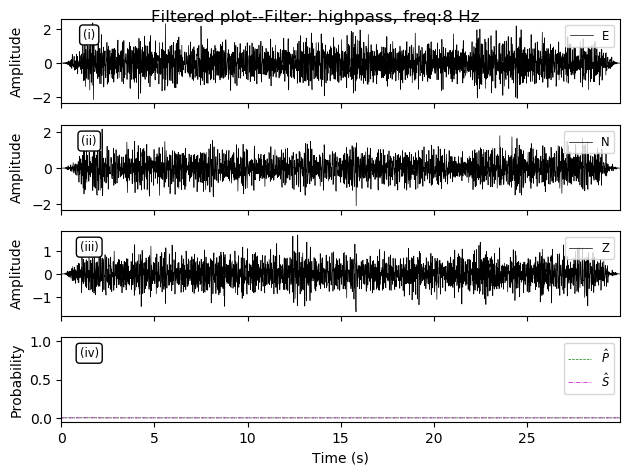 Filtered plot--Filter: highpass, freq:8 Hz
Amplitude
2
0
−2
(i)
E
Amplitude
2
0
−2
(ii)
N
Amplitude
1
0
−1
(iii)
Z
Probability
1.0
0.5
0.0
(iv)
P̂
Ŝ
0 5 10 15 20 25
Time (s)